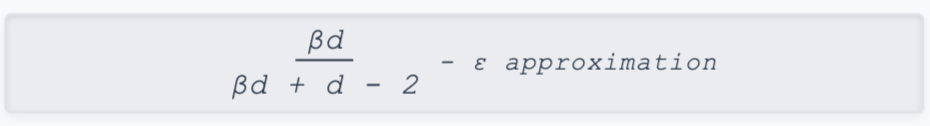 βd
βd + d - 2 - ε approximation